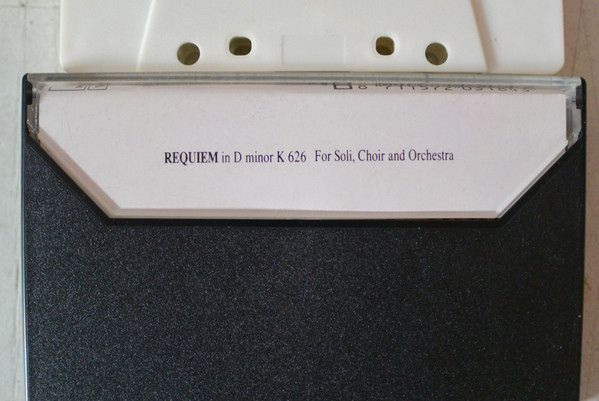 REQUIEM in D minor K 626 For Soli, Choir and Orchestra